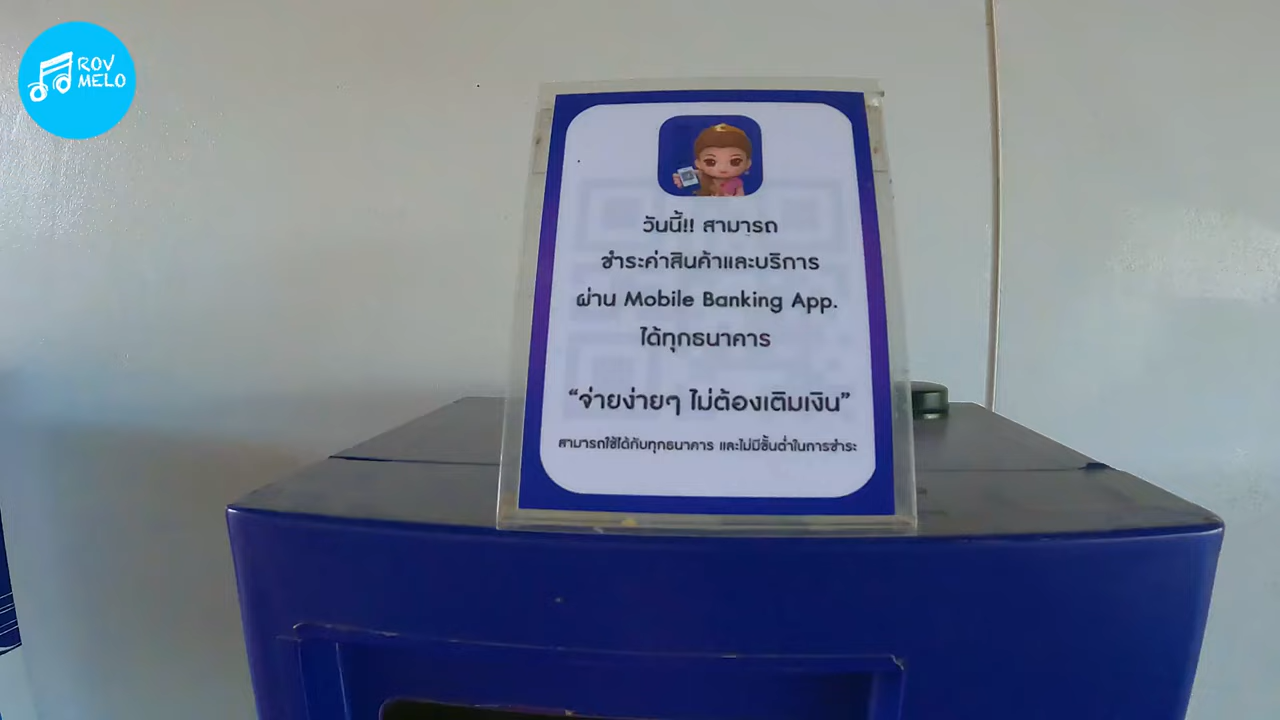 ROV
MELO
วันนี้!! สามารถ
ชำระค่าสินค้าและบริการ
ผ่าน Mobile Banking App.
ได้ทุกธนาคาร
“จ่ายง่ายๆ ไม่ต้องเติมเงิน”
สามารถใช้ได้กับทุกธนาคาร และไม่มีขั้นต่ำในการชำระ